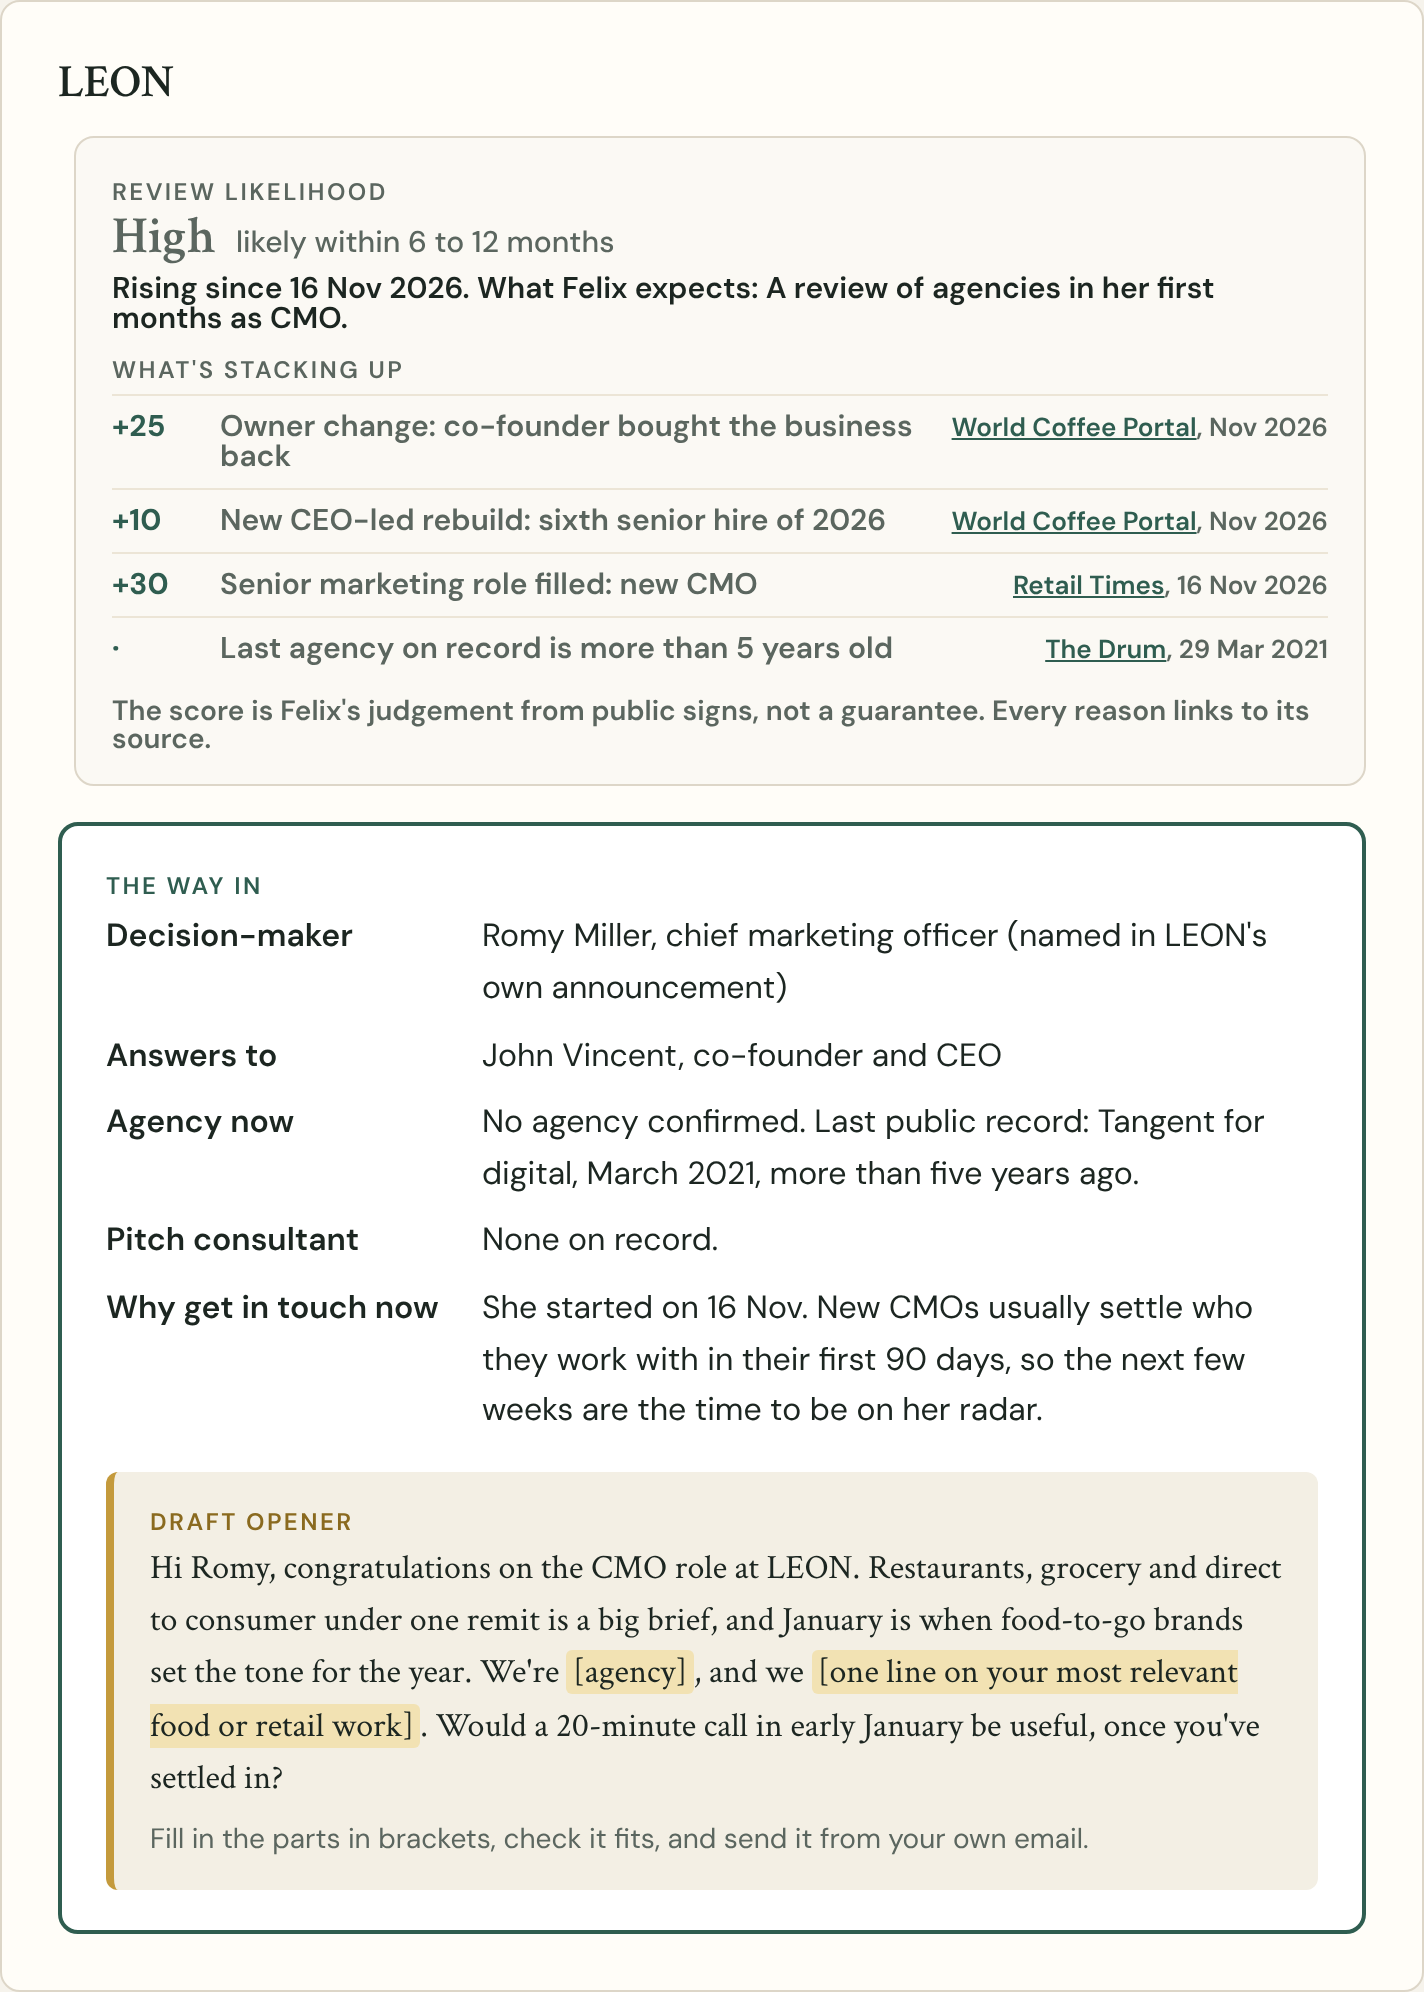 LEON
REVIEW LIKELIHOOD
High likely within 6 to 12 months
Rising since 16 Nov 2026. What Felix expects: A review of agencies in her first
months as CMO.
WHAT'S STACKING UP
+25 Owner change: co-founder bought the business World Coffee Portal, Nov 2026
back
+10 New CEO-led rebuild: sixth senior hire of 2026 World Coffee Portal, Nov 2026
+30 Senior marketing role filled: new CMO Retail Times, 16 Nov 2026
· Last agency on record is more than 5 years old The Drum, 29 Mar 2021
The score is Felix's judgement from public signs, not a guarantee. Every reason links to its
source.
THE WAY IN
Decision-maker Romy Miller, chief marketing officer (named in LEON's
own announcement)
Answers to John Vincent, co-founder and CEO
Agency now No agency confirmed. Last public record: Tangent for
digital, March 2021, more than five years ago.
Pitch consultant None on record.
Why get in touch now She started on 16 Nov. New CMOs usually settle who
they work with in their first 90 days, so the next few
weeks are the time to be on her radar.
DRAFT OPENER
Hi Romy, congratulations on the CMO role at LEON. Restaurants, grocery and direct
to consumer under one remit is a big brief, and January is when food-to-go brands
set the tone for the year. We're [agency], and we [one line on your most relevant
food or retail work]. Would a 20-minute call in early January be useful, once you've
settled in?
Fill in the parts in brackets, check it fits, and send it from your own email.